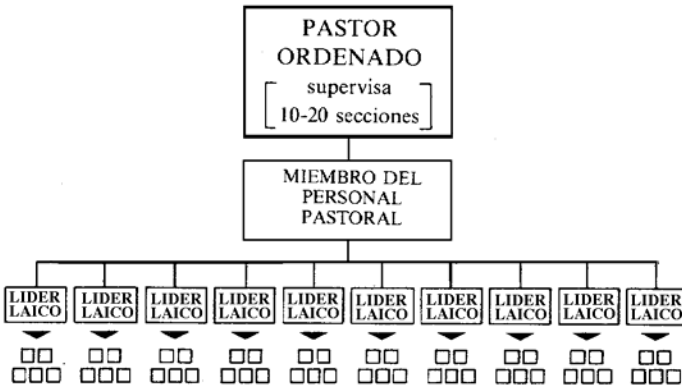 PASTOR
ORDENADO
supervisa
10-20 secciones
MIEMBRO DEL
PERSONAL
PASTORAL
LIDER LAICO
LIDER LAICO
LIDER LAICO
LIDER LAICO
LIDER LAICO
LIDER LAICO
LIDER LAICO
LIDER LAICO
LIDER LAICO
LIDER LAICO